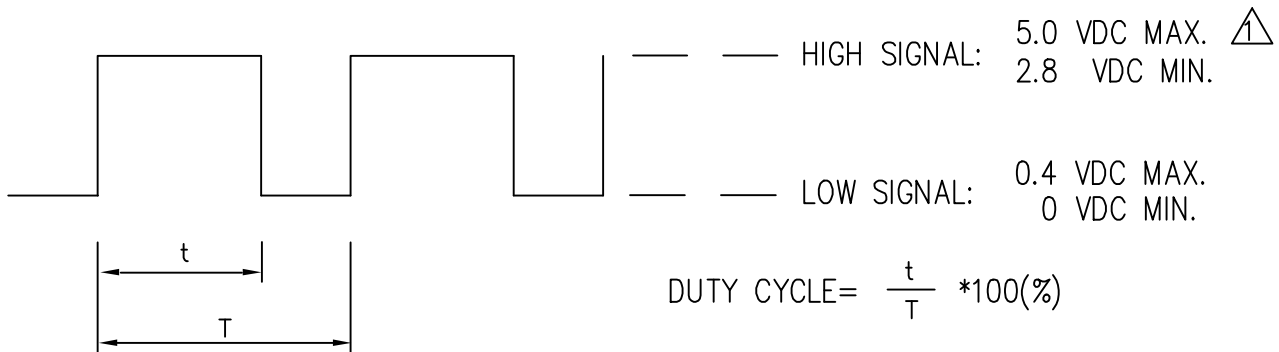 HIGH SIGNAL: 5.0 VDC MAX. 1
2.8 VDC MIN.
LOW SIGNAL: 0.4 VDC MAX.
0 VDC MIN.
t
T
DUTY CYCLE= t/T *100(%)